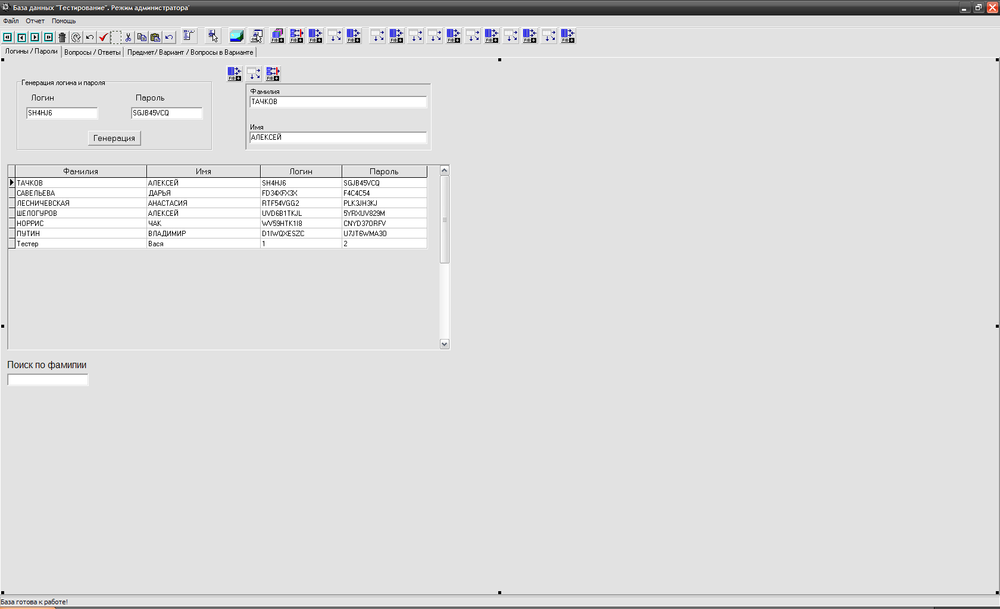 База данных "Тестирование". Режим администратора'
Файл Отчет Помощь
Логины / Пароли Вопросы / Ответы Предмет/ Вариант / Вопросы в Варианте
Генерация логина и пароля
Логин Пароль
SH4HJ6 SGJB45VCQ
Генерация
Фамилия
ТАЧКОВ
Имя
АЛЕКСЕЙ
Фамилия Имя Логин Пароль
ТАЧКОВ АЛЕКСЕЙ SH4HJ6 SGJB45VCQ
САВЕЛЬЕВА ДАРЬЯ FD34XFX3X F4C4C54
ЛЕСНИЧЕВСКАЯ АНАСТАСИЯ RTF54VGG2 PLK3JH3KJ
ШЕЛОГУРОВ АЛЕКСЕЙ UVD6B1TKJL 5YRXUV829M
НОРРИС ЧАК WV59HTK1I8 CNYD37ORFV
ПУТИН ВЛАДИМИР D1IWQXESZC U7JT6WMA3O
Тестер Вася 1 2
Поиск по фамилии
База готова к работе!